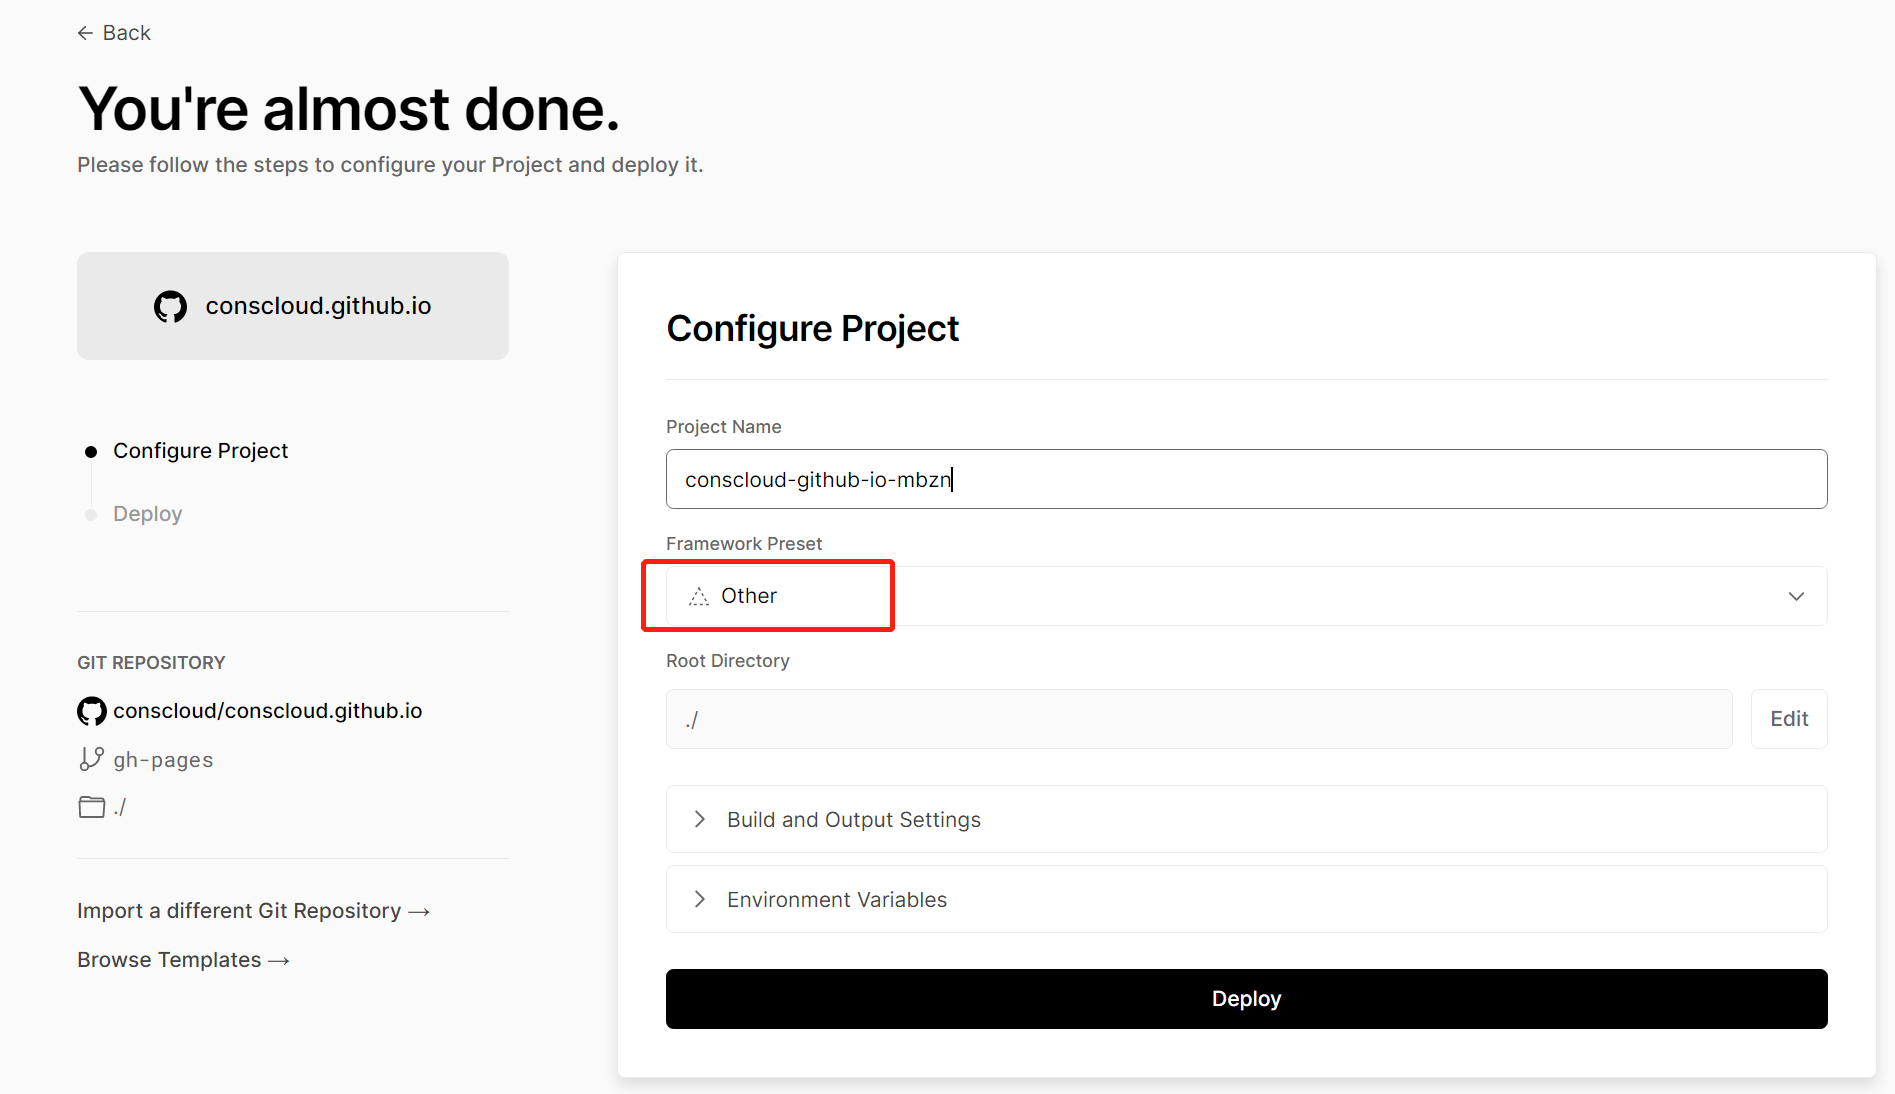 ← Back
You're almost done.
Please follow the steps to configure your Project and deploy it.
conscloud.github.io
Configure Project
Deploy
GIT REPOSITORY
conscloud/conscloud.github.io
gh-pages
./
Import a different Git Repository →
Browse Templates →
Configure Project
Project Name
conscloud-github-io-mbzn
Framework Preset
Other
Root Directory
./
Edit
Build and Output Settings
Environment Variables
Deploy